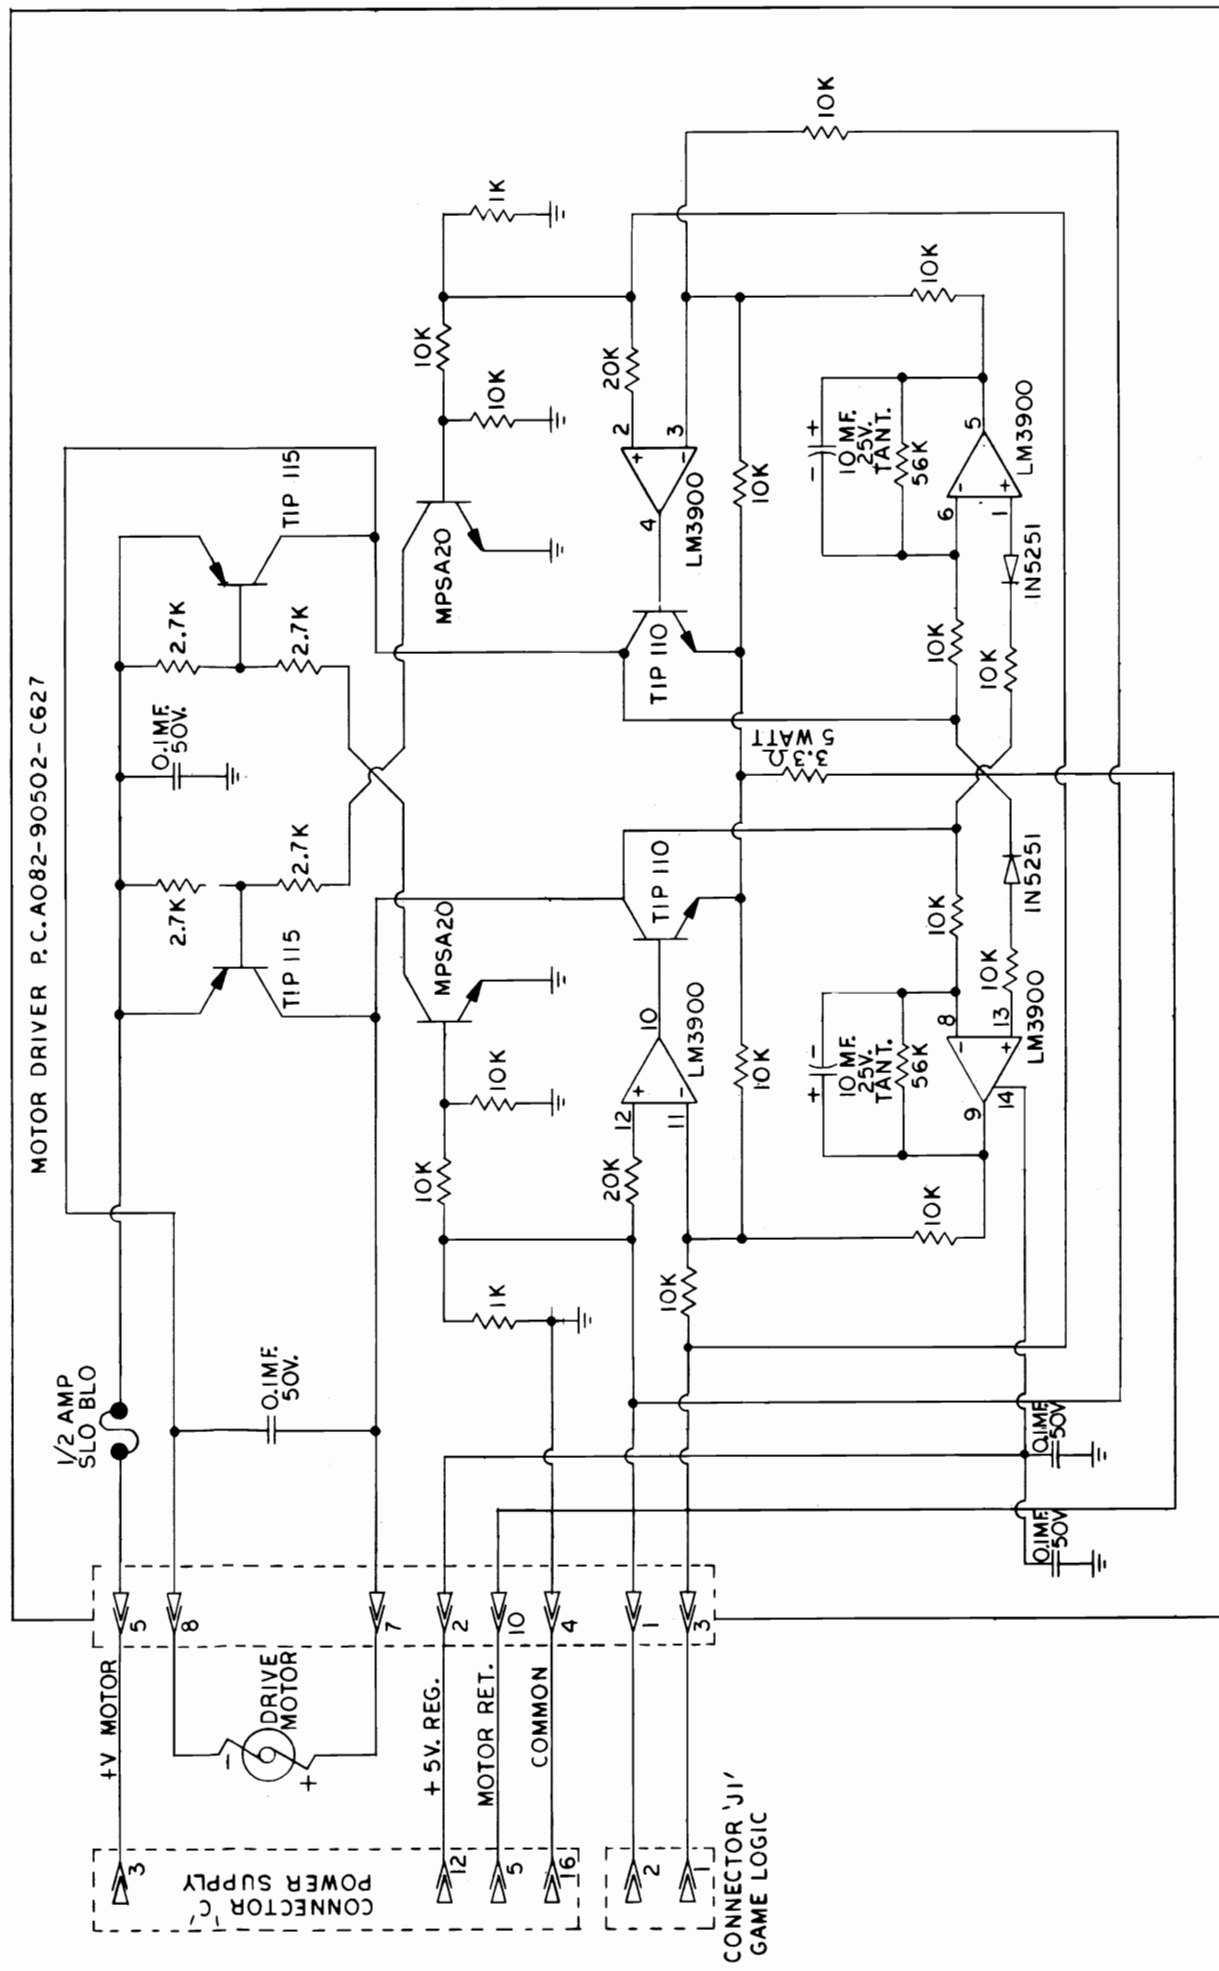 MOTOR DRIVER P.C. A082-90502-C627
1/2 AMP
SLO BLO
2.7K
TIP 115
2.7K
0.1MF.
50V.
2.7K
2.7K
TIP 115
0.1MF.
50V.
5
8
7
2
10
4
1
3
+V MOTOR
DRIVE
MOTOR
-
+
+5V. REG.
MOTOR RET.
COMMON
3
CONNECTOR 'C'
POWER SUPPLY
12
5
16
2
1
CONNECTOR 'J1'
GAME LOGIC
1K
10K
10K
MPSA20
MPSA20
10K
10K
1K
20K
12
11
+
-
10
LM3900
TIP 110
10K
10K
TIP 110
4
LM3900
2
3
+
-
20K
10K
10K
3.3Ω
5 WATT
10K
10K
+
-
10 MF.
25V.
TANT.
56K
9
8
13
14
-
+
LM3900
10K
10K
IN5251
10K
10K
IN5251
6
1
5
-
+
LM3900
-
+
10 MF.
25V.
TANT.
56K
10K
0.1MF.
50V
0.1MF.
50V